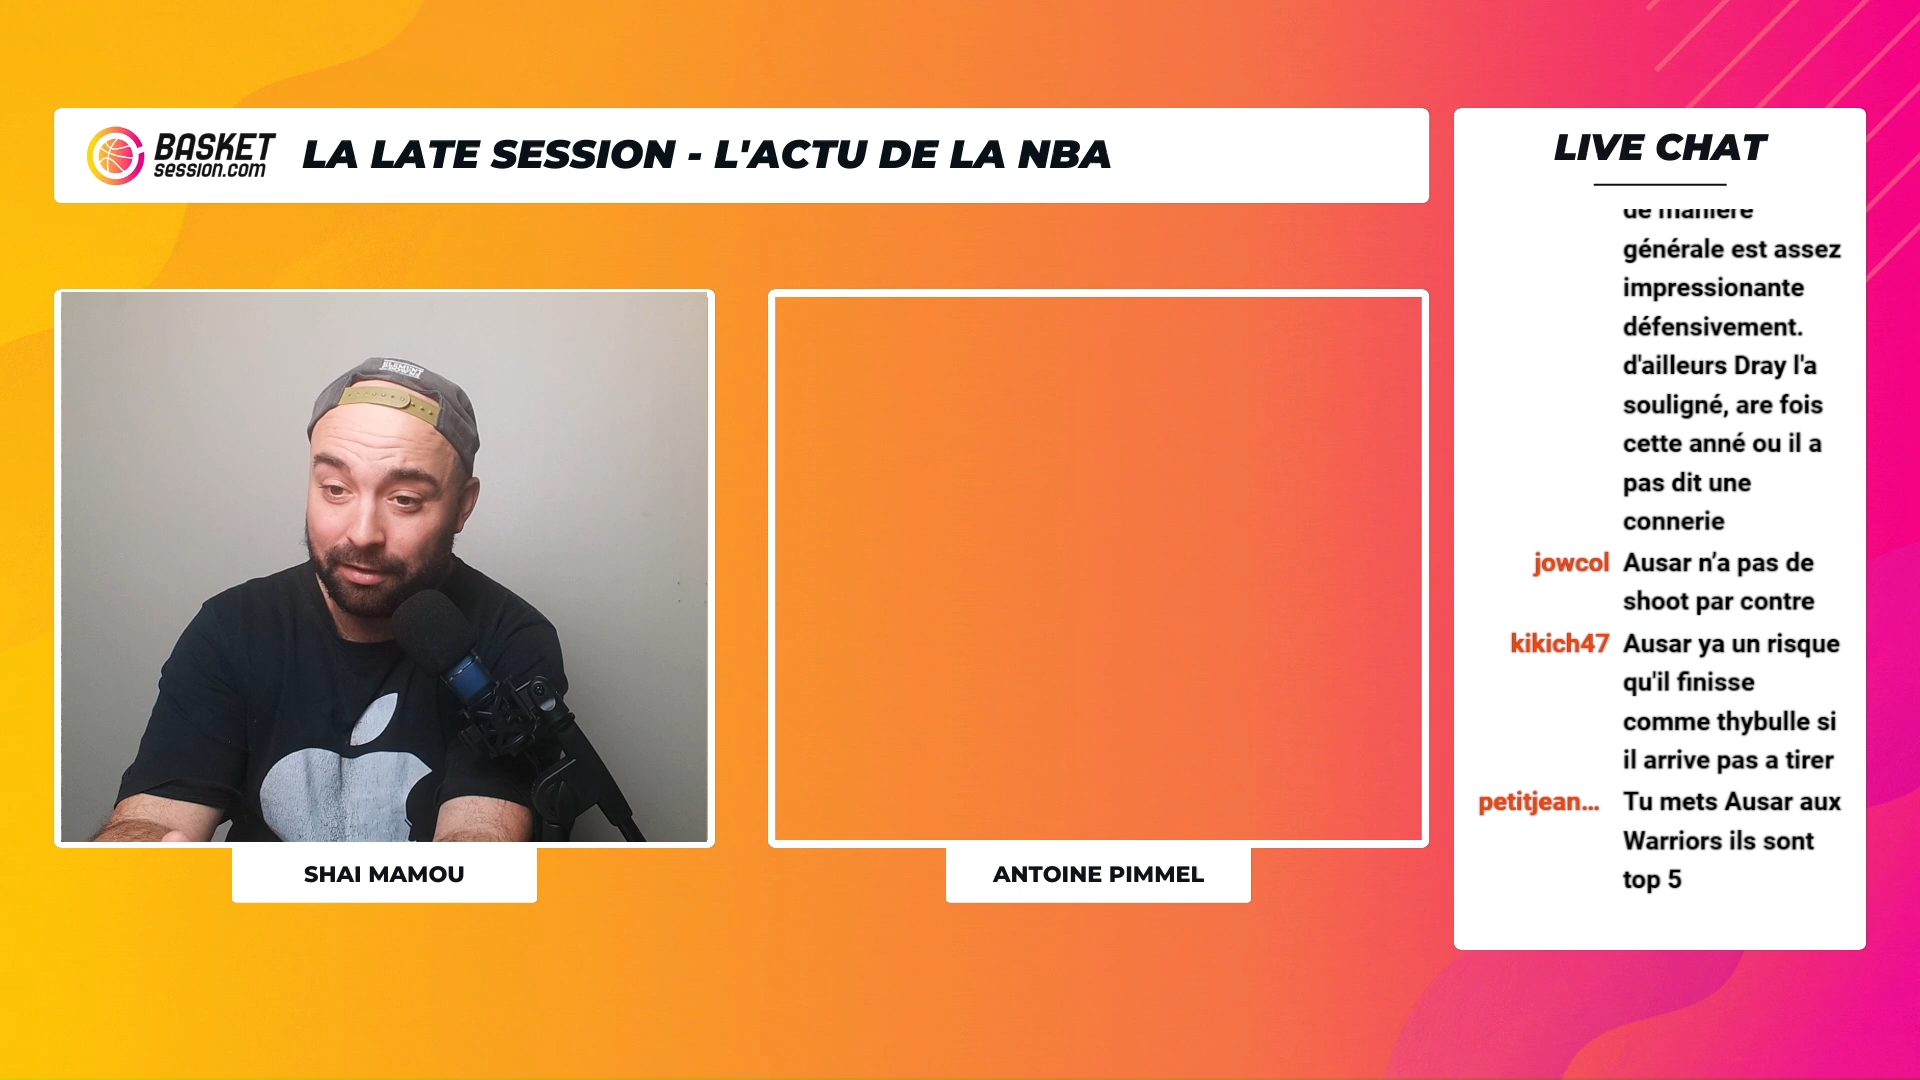 BASKET
session.com
LA LATE SESSION - L'ACTU DE LA NBA
ELEMENT
SHAI MAMOU
ANTOINE PIMMEL
LIVE CHAT
de manière
générale est assez
impressionante
défensivement.
d'ailleurs Dray l'a
souligné, are fois
cette anné ou il a
pas dit une
connerie
jowcol Ausar n’a pas de
shoot par contre
kikich47 Ausar ya un risque
qu'il finisse
comme thybulle si
il arrive pas a tirer
petitjean... Tu mets Ausar aux
Warriors ils sont
top 5